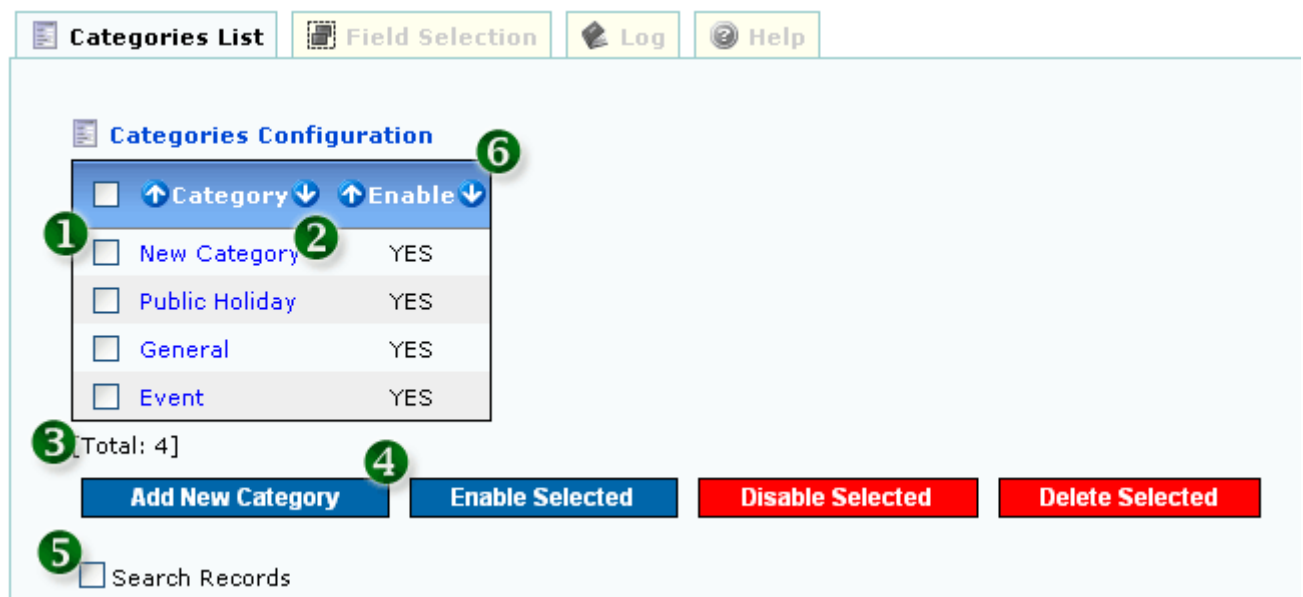 Categories List Field Selection Log Help
Categories Configuration
6
Category Enable
1
2
New Category YES
Public Holiday YES
General YES
Event YES
3
[Total: 4]
4
Add New Category Enable Selected Disable Selected Delete Selected
5
Search Records